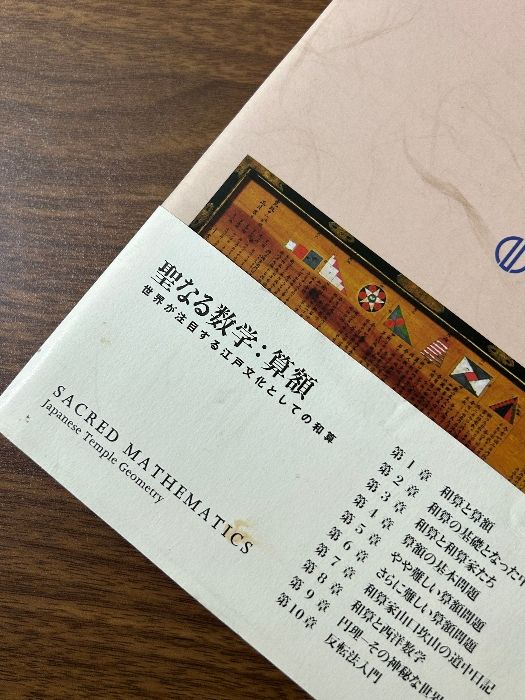 聖なる数学:算額
世界が注目する江戸文化としての和算
SACRED MATHEMATICS
Japanese Temple Geometry
第1章 和算と算額
第2章 和算の基礎となった
第3章 和算と和算家たち
第4章 算額の基本問題
第5章 やや難しい算額問題
第6章 さらに難しい算額問題
第7章 和算家山口坎山の道中日記
第8章 和算と西洋数学
第9章 円理−その神秘な世界
第10章 反転法入門